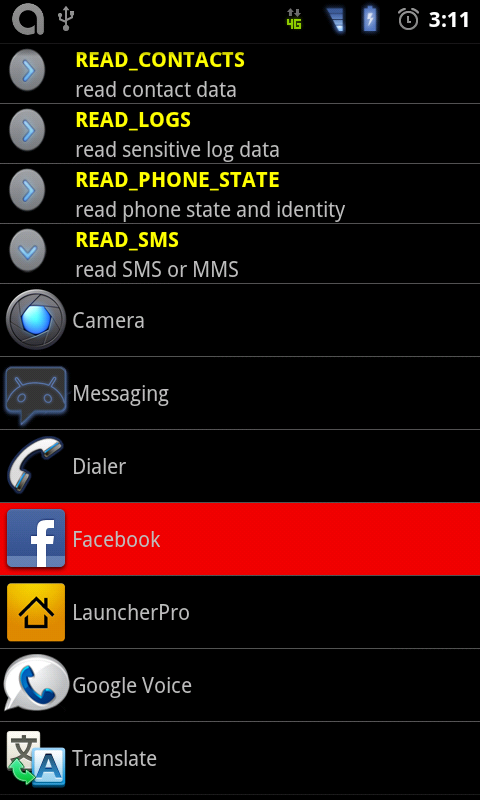 4G 3:11
READ_CONTACTS
read contact data
READ_LOGS
read sensitive log data
READ_PHONE_STATE
read phone state and identity
READ_SMS
read SMS or MMS
Camera
Messaging
Dialer
f Facebook
LauncherPro
Google Voice
文 A Translate